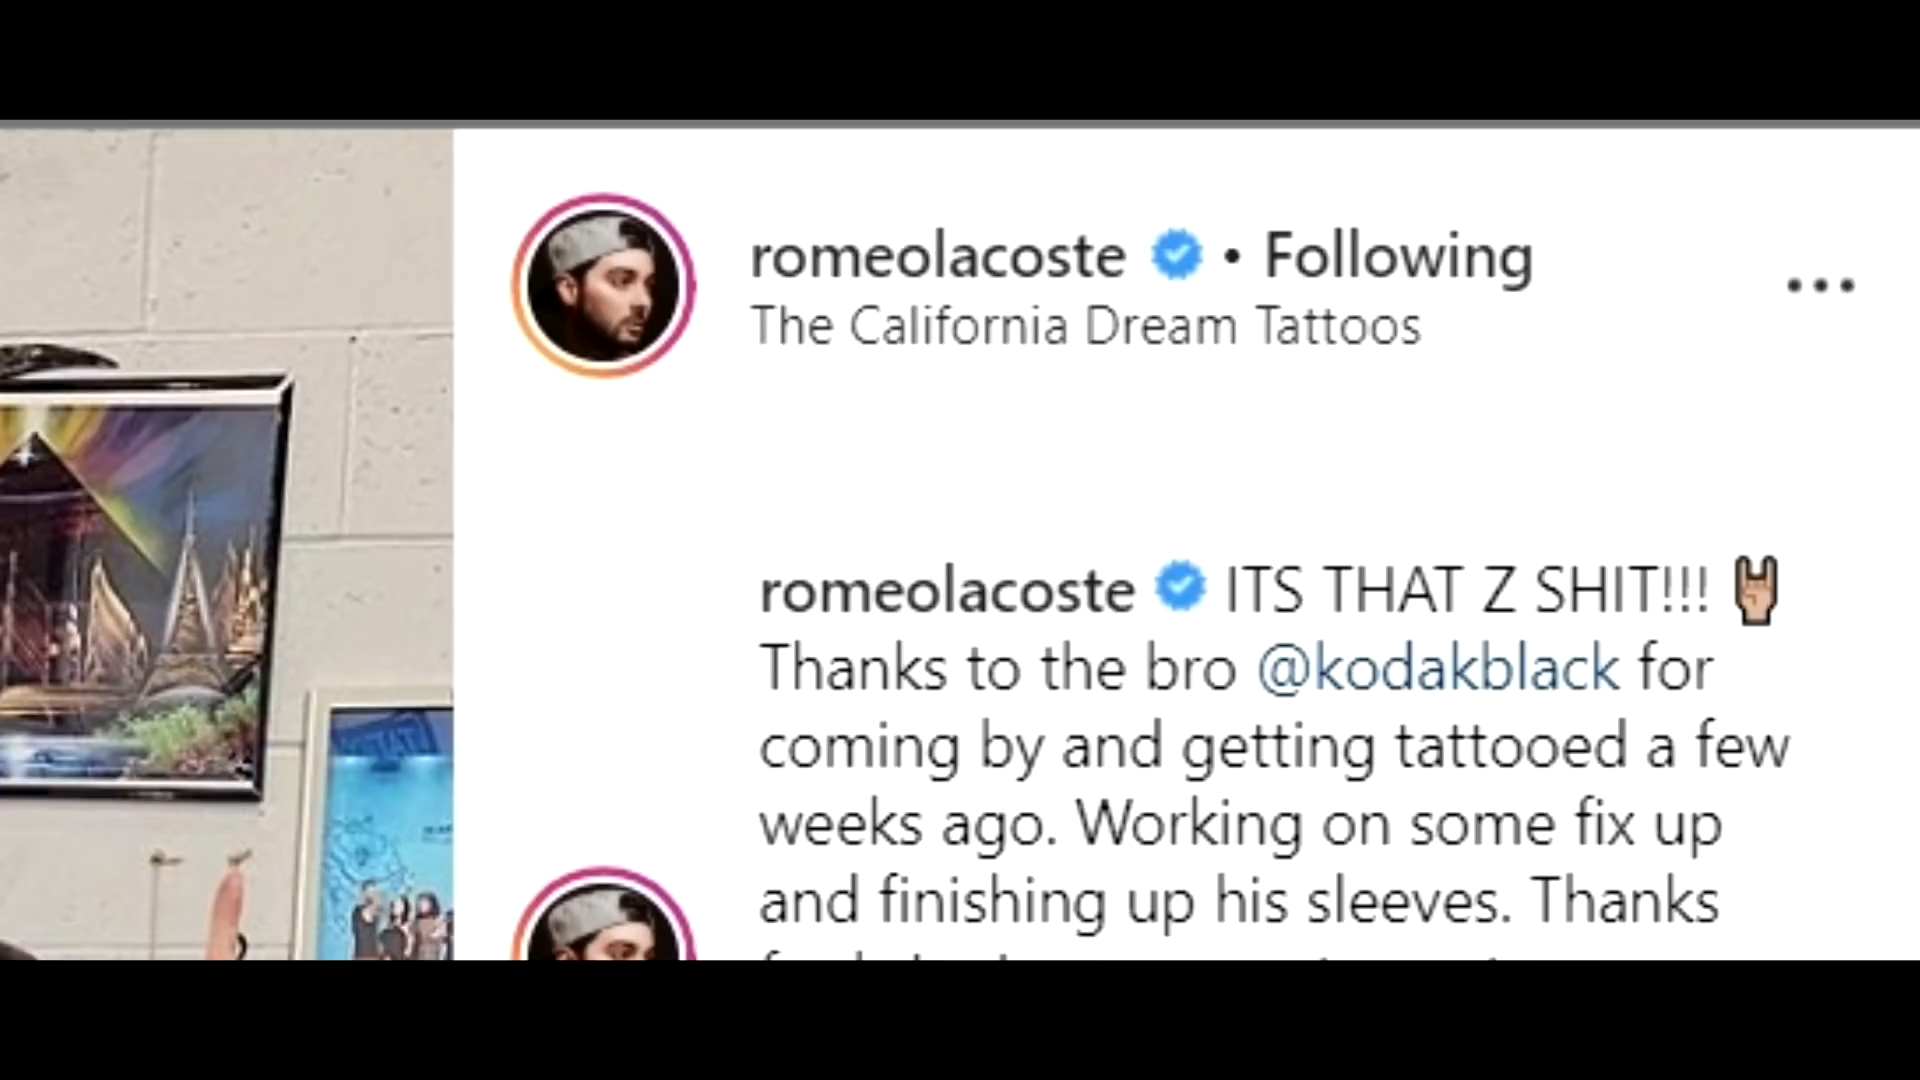 romeolacoste • Following
The California Dream Tattoos
romeolacoste ITS THAT Z SHIT!!! 🤘🏽
Thanks to the bro @kodakblack for
coming by and getting tattooed a few
weeks ago. Working on some fix up
and finishing up his sleeves. Thanks